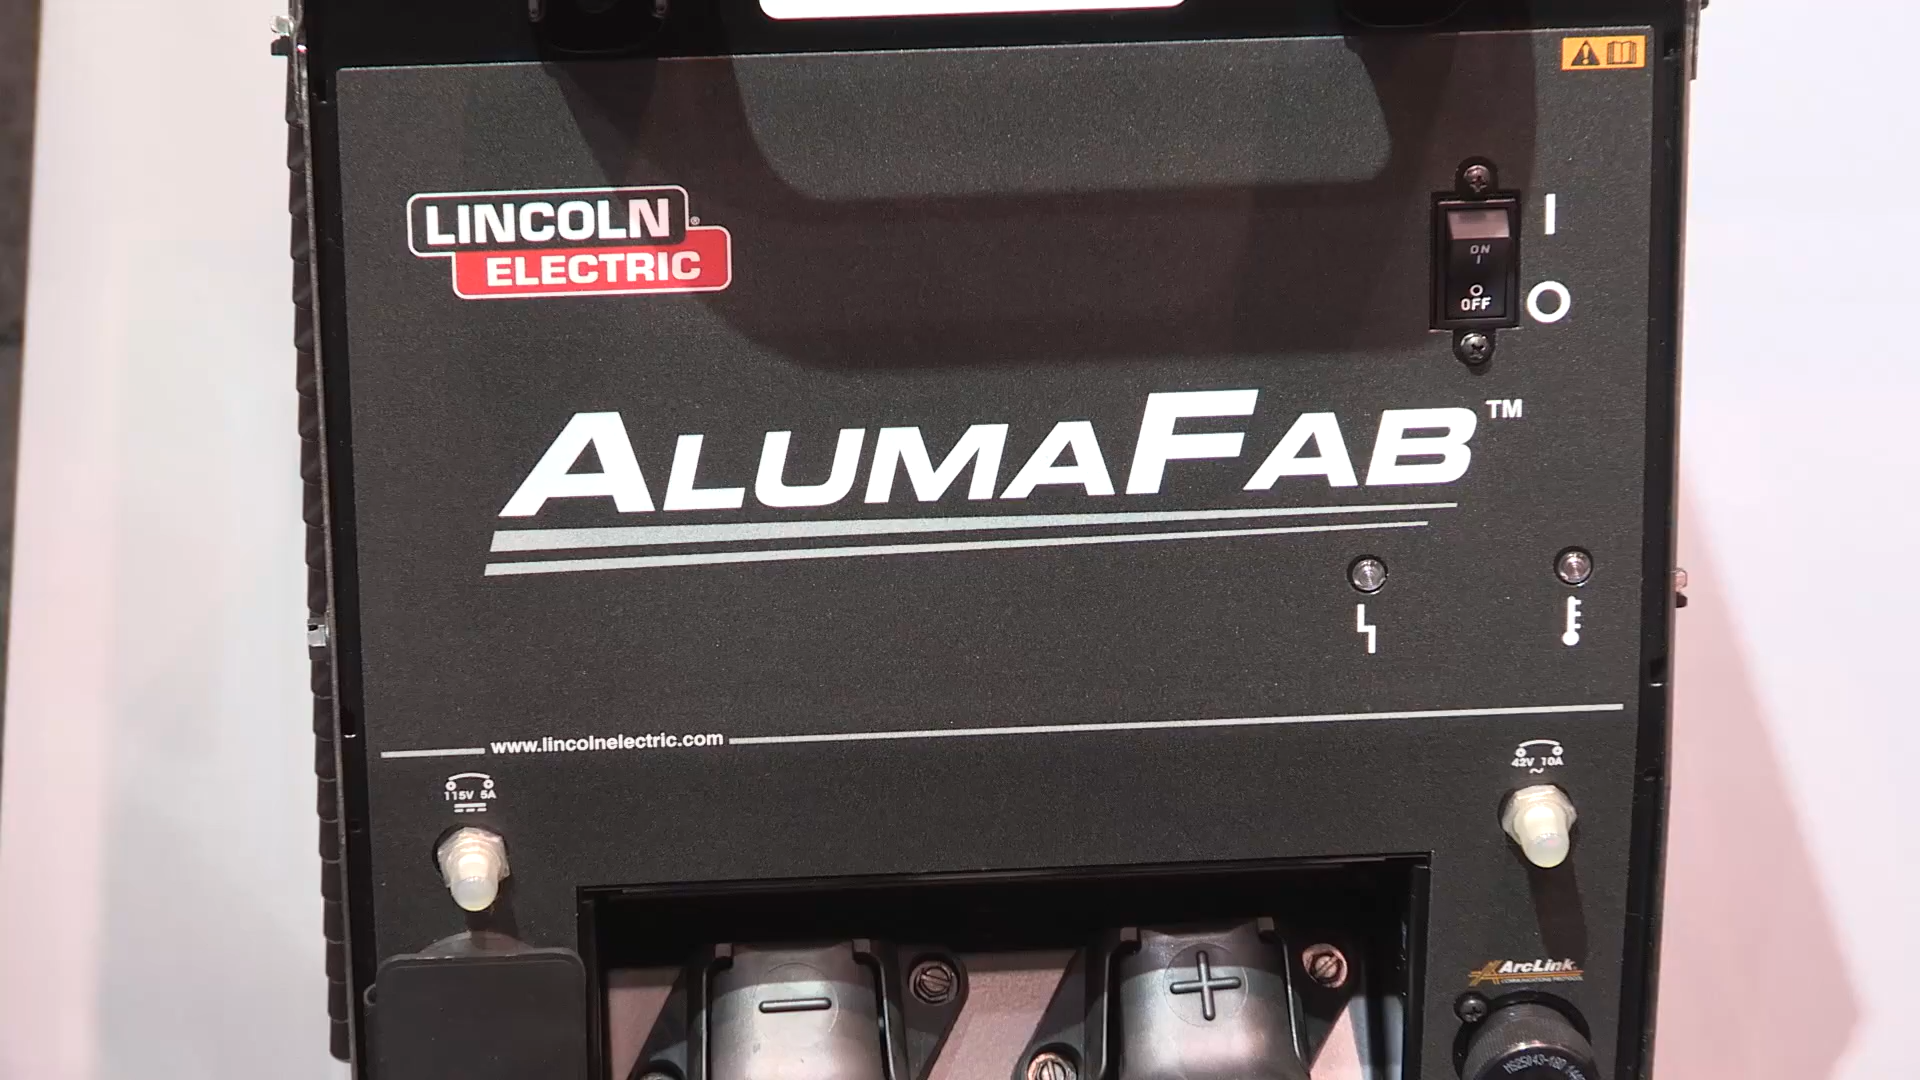 LINCOLN®
ELECTRIC
I
ON
I
O
OFF
O
ALUMAFAB™
www.lincolnelectric.com
115V 5A
42V 10A
ArcLink